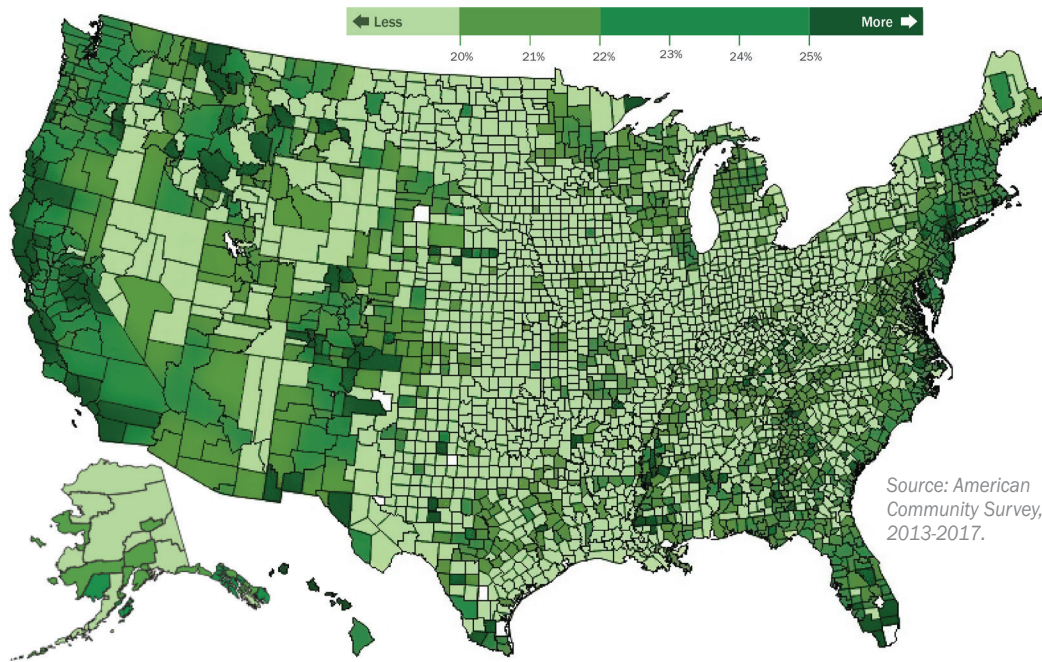 Less
More
20%
21%
22%
23%
24%
25%
Source: American
Community Survey,
2013-2017.